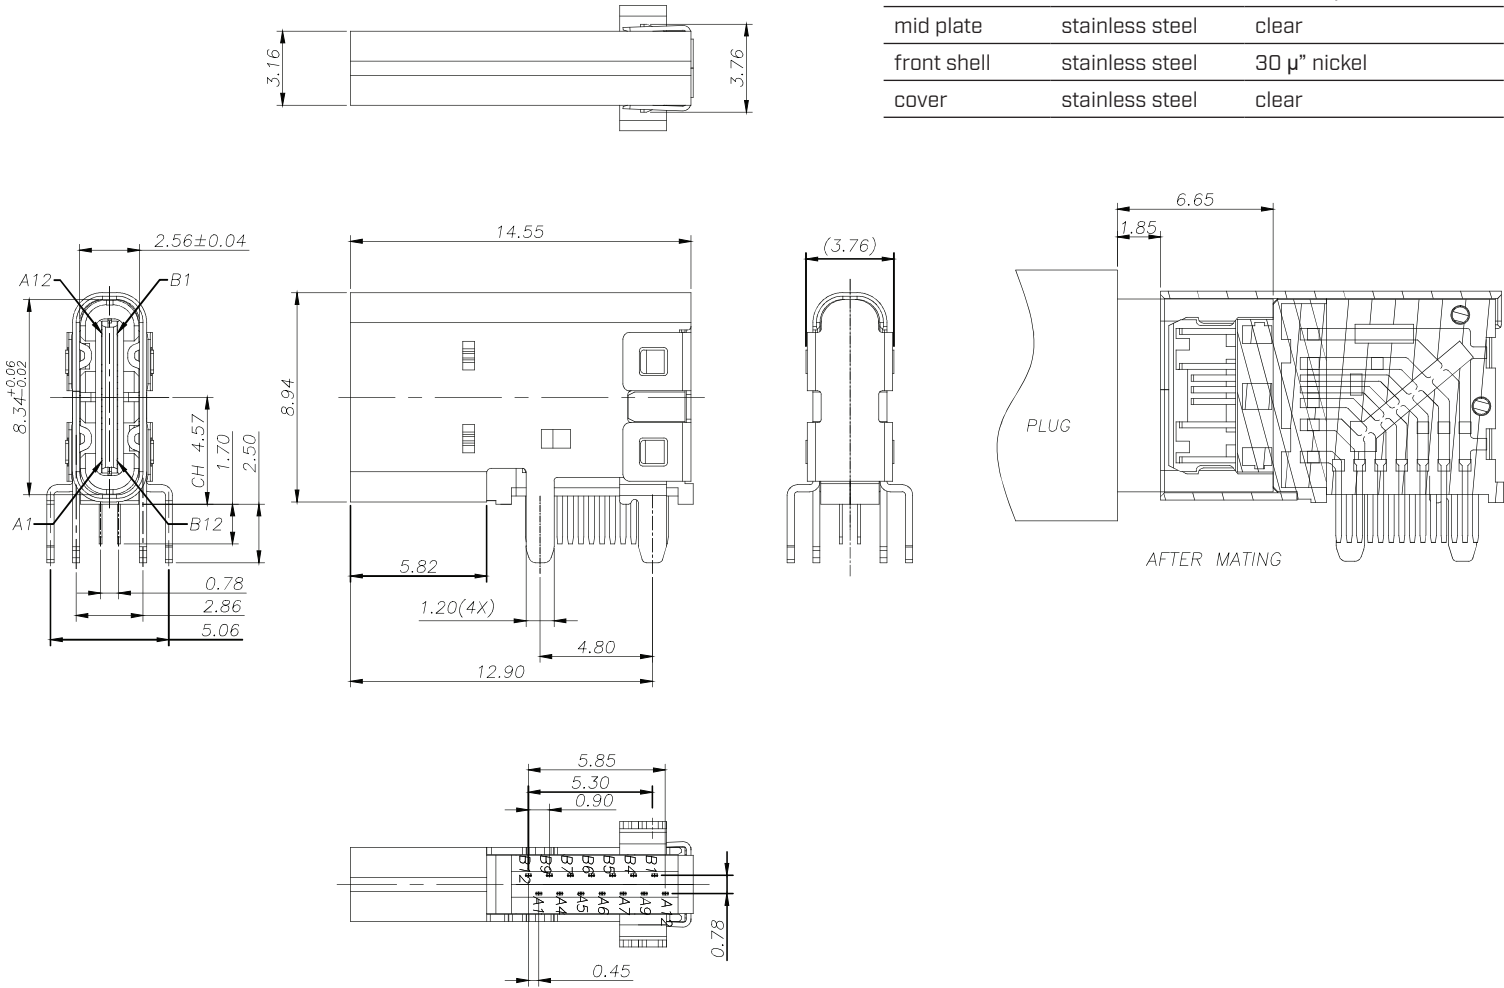 mid plate stainless steel clear
front shell stainless steel 30 µ” nickel
cover stainless steel clear
3.16
3.76
2.56±0.04
A12
B1
8.34+0.06-0.02
CH 4.57
1.70
2.50
A1
B12
0.78
2.86
5.06
14.55
8.94
5.82
1.20(4X)
4.80
12.90
(3.76)
6.65
1.85
PLUG
AFTER MATING
5.85
5.30
0.90
B12 B9 B7 B6 B5 B4 B1
A1 A4 A5 A6 A7 A9 A12
0.78
0.45